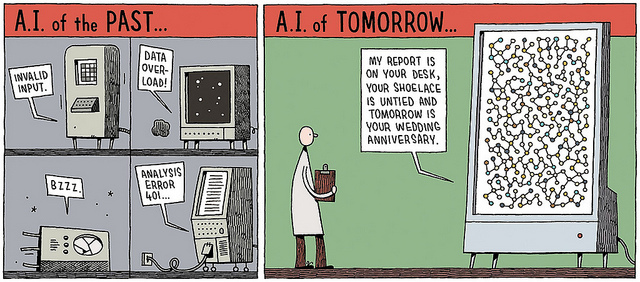 A.I. of the PAST...
INVALID
INPUT.
DATA
OVER-
LOAD!
BZZZ.
ANALYSIS
ERROR
401...
A.I. of TOMORROW...
MY REPORT IS
ON YOUR DESK,
YOUR SHOELACE
IS UNTIED AND
TOMORROW IS
YOUR WEDDING
ANNIVERSARY.